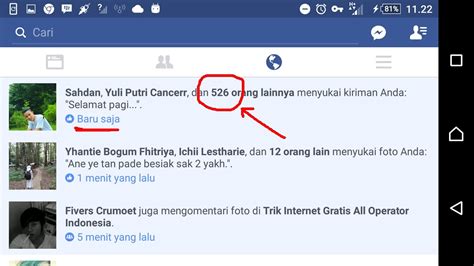 81% 11.22
Cari
Sahdan, Yuli Putri Cancerr, dan 526 orang lainnya menyukai kiriman Anda:
"Selamat pagi...".
Baru saja
Yhantie Bogum Fhitriya, Ichii Lestharie, dan 12 orang lain menyukai foto Anda:
"Ane ye tan pade besiak sak 2 yakh.".
1 menit yang lalu
Fivers Crumoet juga mengomentari foto di Trik Internet Gratis All Operator
Indonesia.
5 menit yang lalu